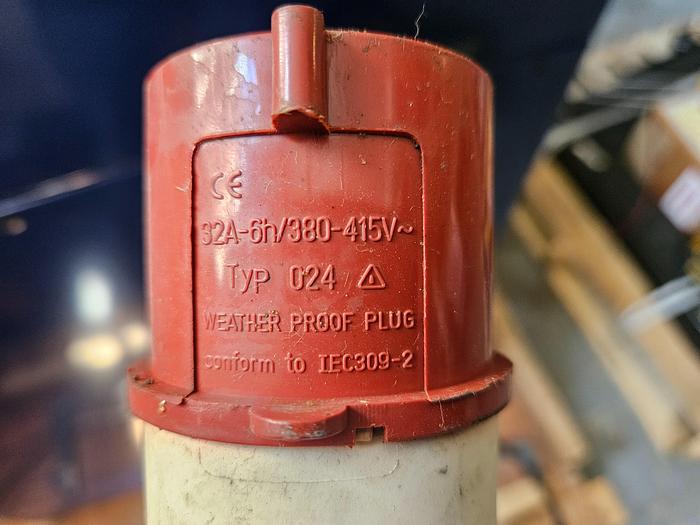 CE
32A-6h/380-415V~
Typ 024 ⚠
WEATHER PROOF PLUG
conform to IEC309-2